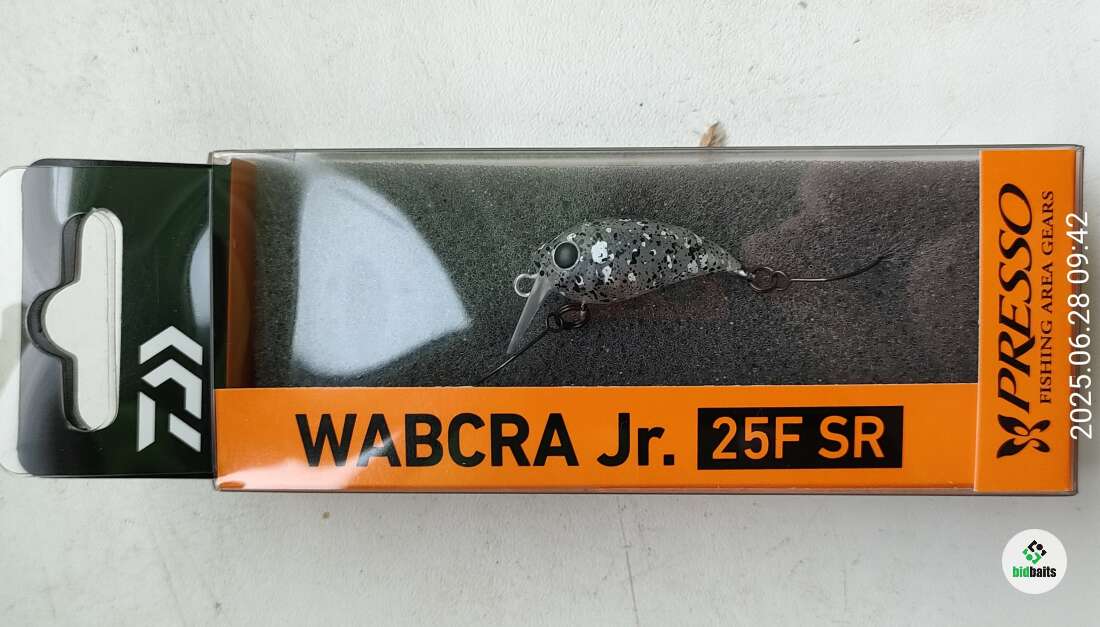 WABCRA Jr. 25F SR
PRESSO
FISHING AREA GEARS
2025.06.28 09:42
bidbaits